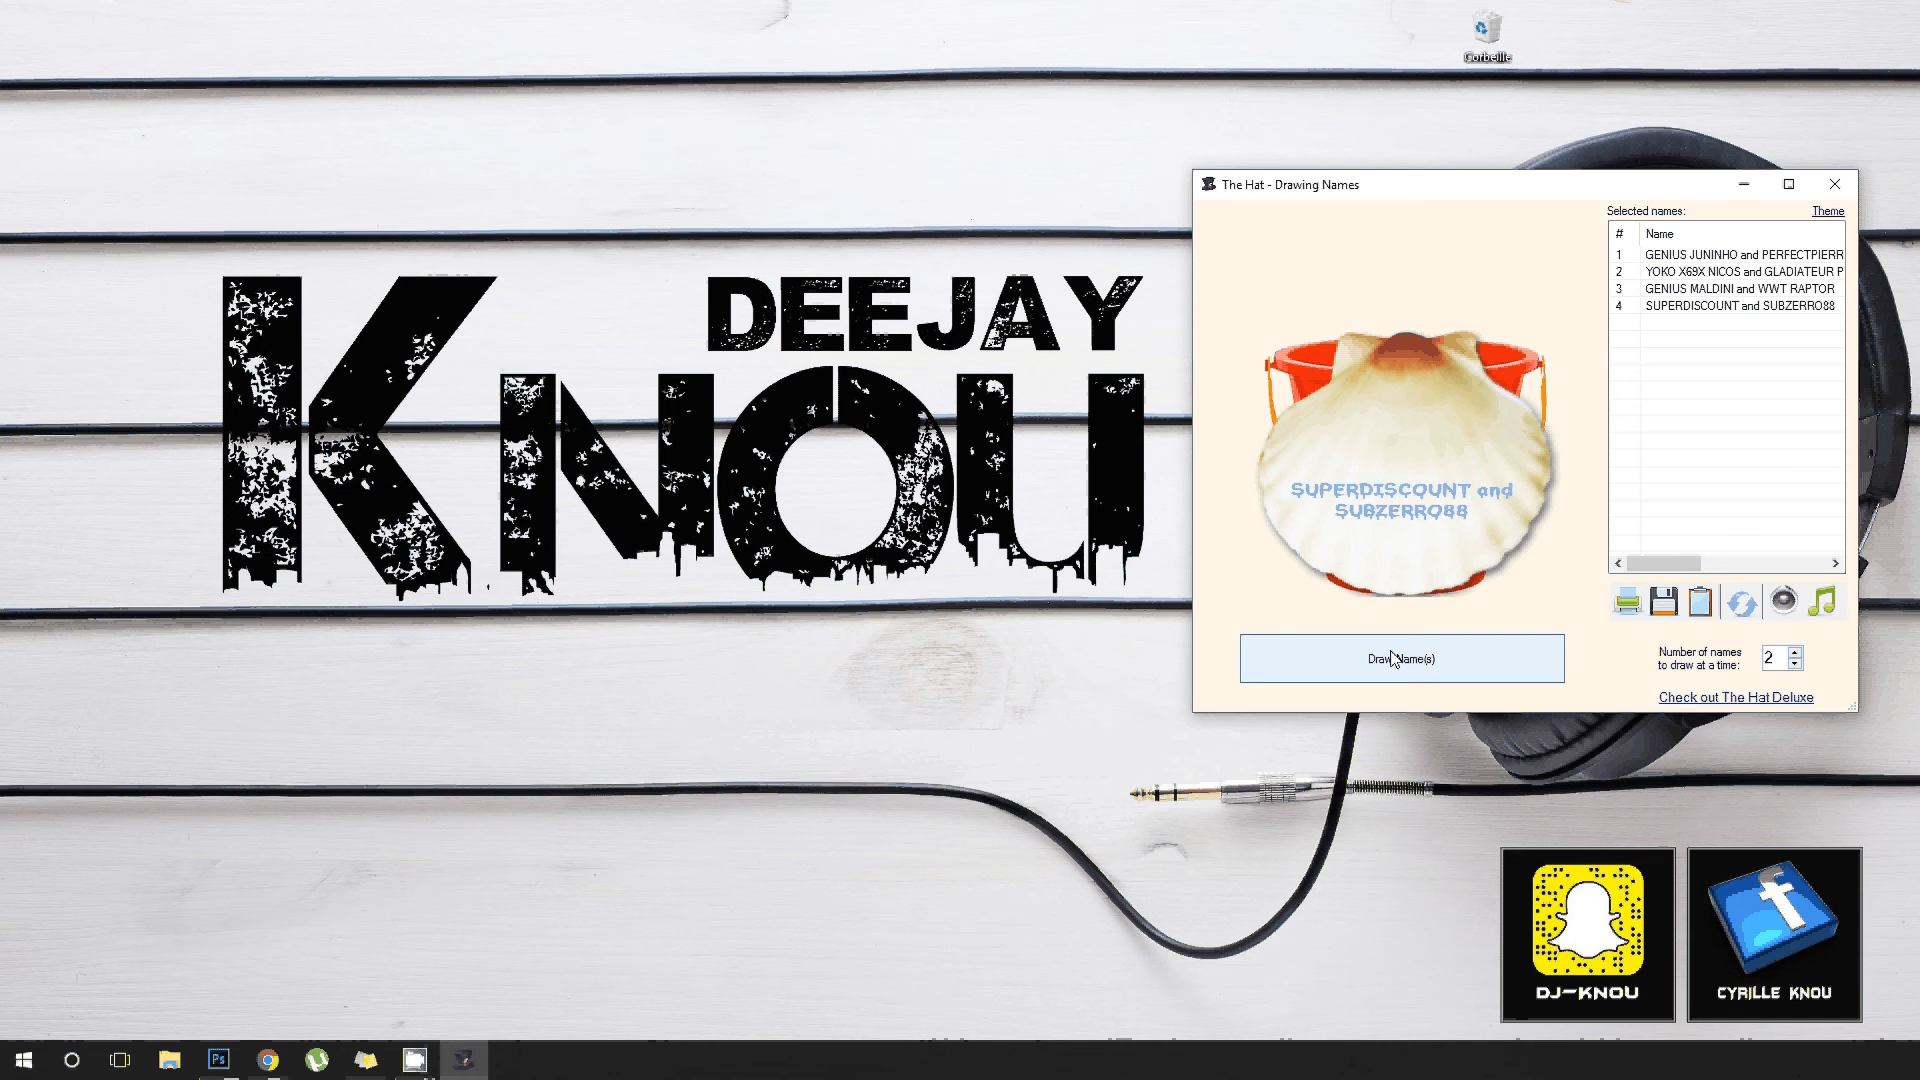 Corbeille
The Hat - Drawing Names
Selected names:
Theme
# Name
1 GENIUS JUNINHO and PERFECTPIERR
2 YOKO X69X NICOS and GLADIATEUR P
3 GENIUS MALDINI and WWT RAPTOR
4 SUPERDISCOUNT and SUBZERRO88
DEEJAY
KNOU
SUPERDISCOUNT and
SUBZERRO88
Draw Name(s)
Number of names
to draw at a time:
2
Check out The Hat Deluxe
DJ-KNOU
CYRILLE KNOU
Ps